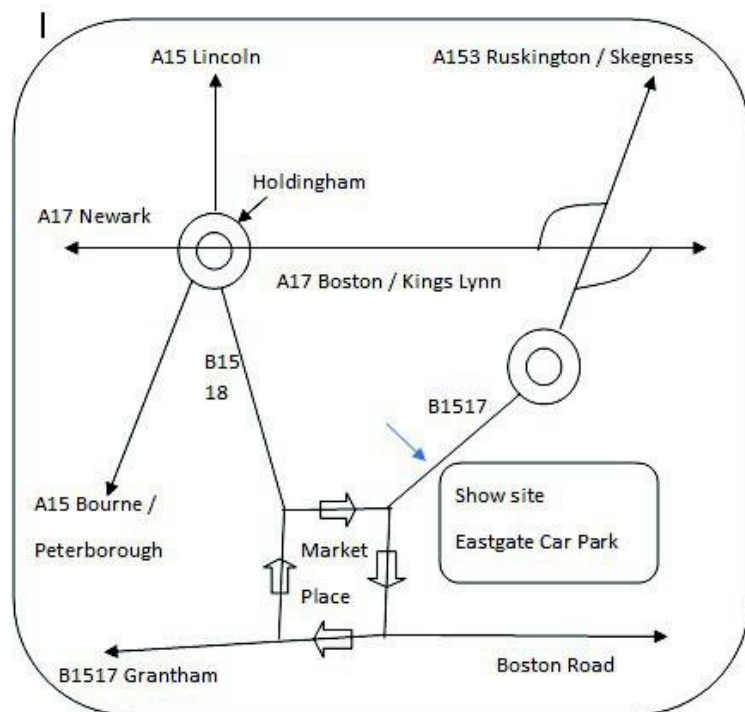 A15 Lincoln
A153 Ruskington / Skegness
Holdingham
A17 Newark
A17 Boston / Kings Lynn
B15
18
B1517
A15 Bourne /
Peterborough
Show site
Eastgate Car Park
Market
Place
B1517 Grantham
Boston Road